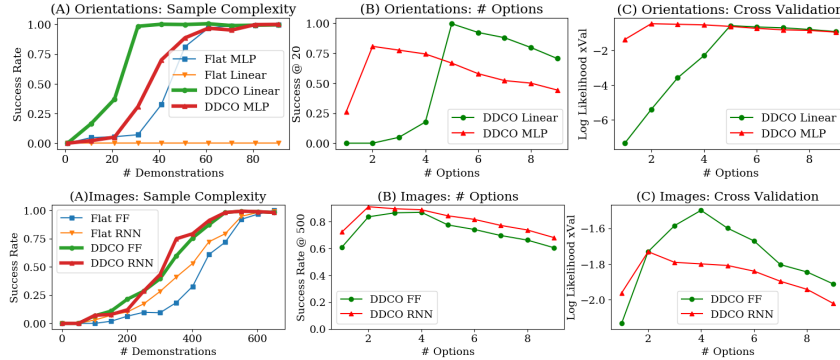 (A) Orientations: Sample Complexity
Success Rate
1.00
0.75
0.50
0.25
0.00
Flat MLP
Flat Linear
DDCO Linear
DDCO MLP
0
20
40
60
80
# Demonstrations
(B) Orientations: # Options
Success @ 20
1.00
0.75
0.50
0.25
0.00
DDCO Linear
DDCO MLP
2
4
6
8
# Options
(C) Orientations: Cross Validation
Log Likelihood xVal
−2
−4
−6
DDCO Linear
DDCO MLP
2
4
6
8
# Options
(A)Images: Sample Complexity
Success Rate
1.00
0.75
0.50
0.25
0.00
Flat FF
Flat RNN
DDCO FF
DDCO RNN
0
200
400
600
# Demonstrations
(B) Images: # Options
Success Rate @ 500
0.8
0.6
0.4
0.2
0.0
DDCO FF
DDCO RNN
0
2
4
6
8
# Options
(C) Images: Cross Validation
Log Likelihood xVal
−1.6
−1.8
−2.0
DDCO FF
DDCO RNN
2
4
6
8
# Options